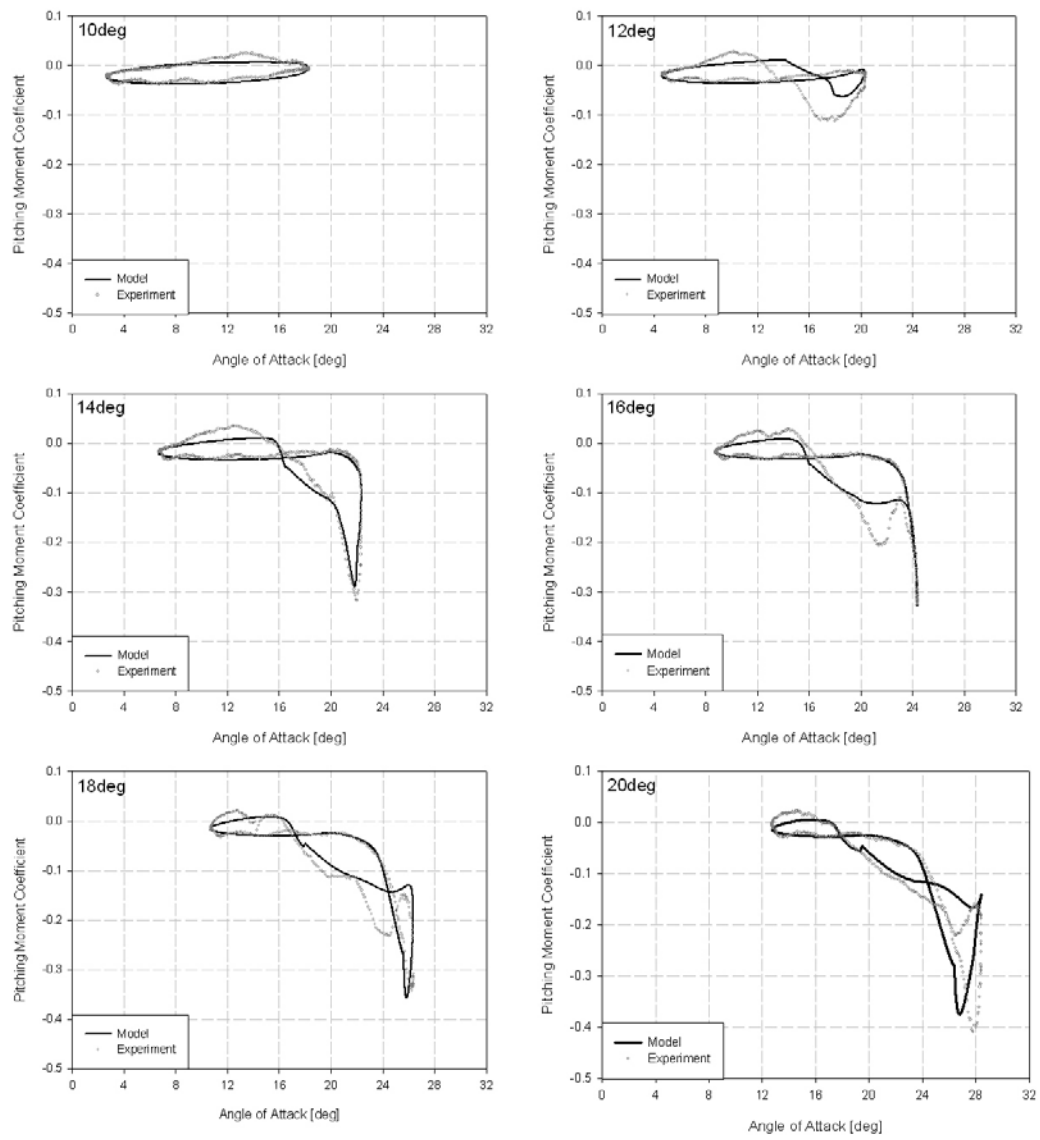 10deg
Pitching Moment Coefficient
0.1
0.0
-0.1
-0.2
-0.3
-0.4
-0.5
Model
Experiment
0 4 8 12 16 20 24 28 32
Angle of Attack [deg]
12deg
Pitching Moment Coefficient
0.1
0.0
-0.1
-0.2
-0.3
-0.4
-0.5
Model
Experiment
0 4 8 12 16 20 24 28 32
Angle of Attack [deg]
14deg
Pitching Moment Coefficient
0.1
0.0
-0.1
-0.2
-0.3
-0.4
-0.5
Model
Experiment
0 4 8 12 16 20 24 28 32
Angle of Attack [deg]
16deg
Pitching Moment Coefficient
0.1
0.0
-0.1
-0.2
-0.3
-0.4
-0.5
Model
Experiment
0 4 8 12 16 20 24 28 32
Angle of Attack [deg]
18deg
Pitching Moment Coefficient
0.1
0.0
-0.1
-0.2
-0.3
-0.4
-0.5
Model
Experiment
0 4 8 12 16 20 24 28 32
Angle of Attack [deg]
20deg
Pitching Moment Coefficient
0.1
0.0
-0.1
-0.2
-0.3
-0.4
-0.5
Model
Experiment
0 4 8 12 16 20 24 28 32
Angle of Attack [deg]